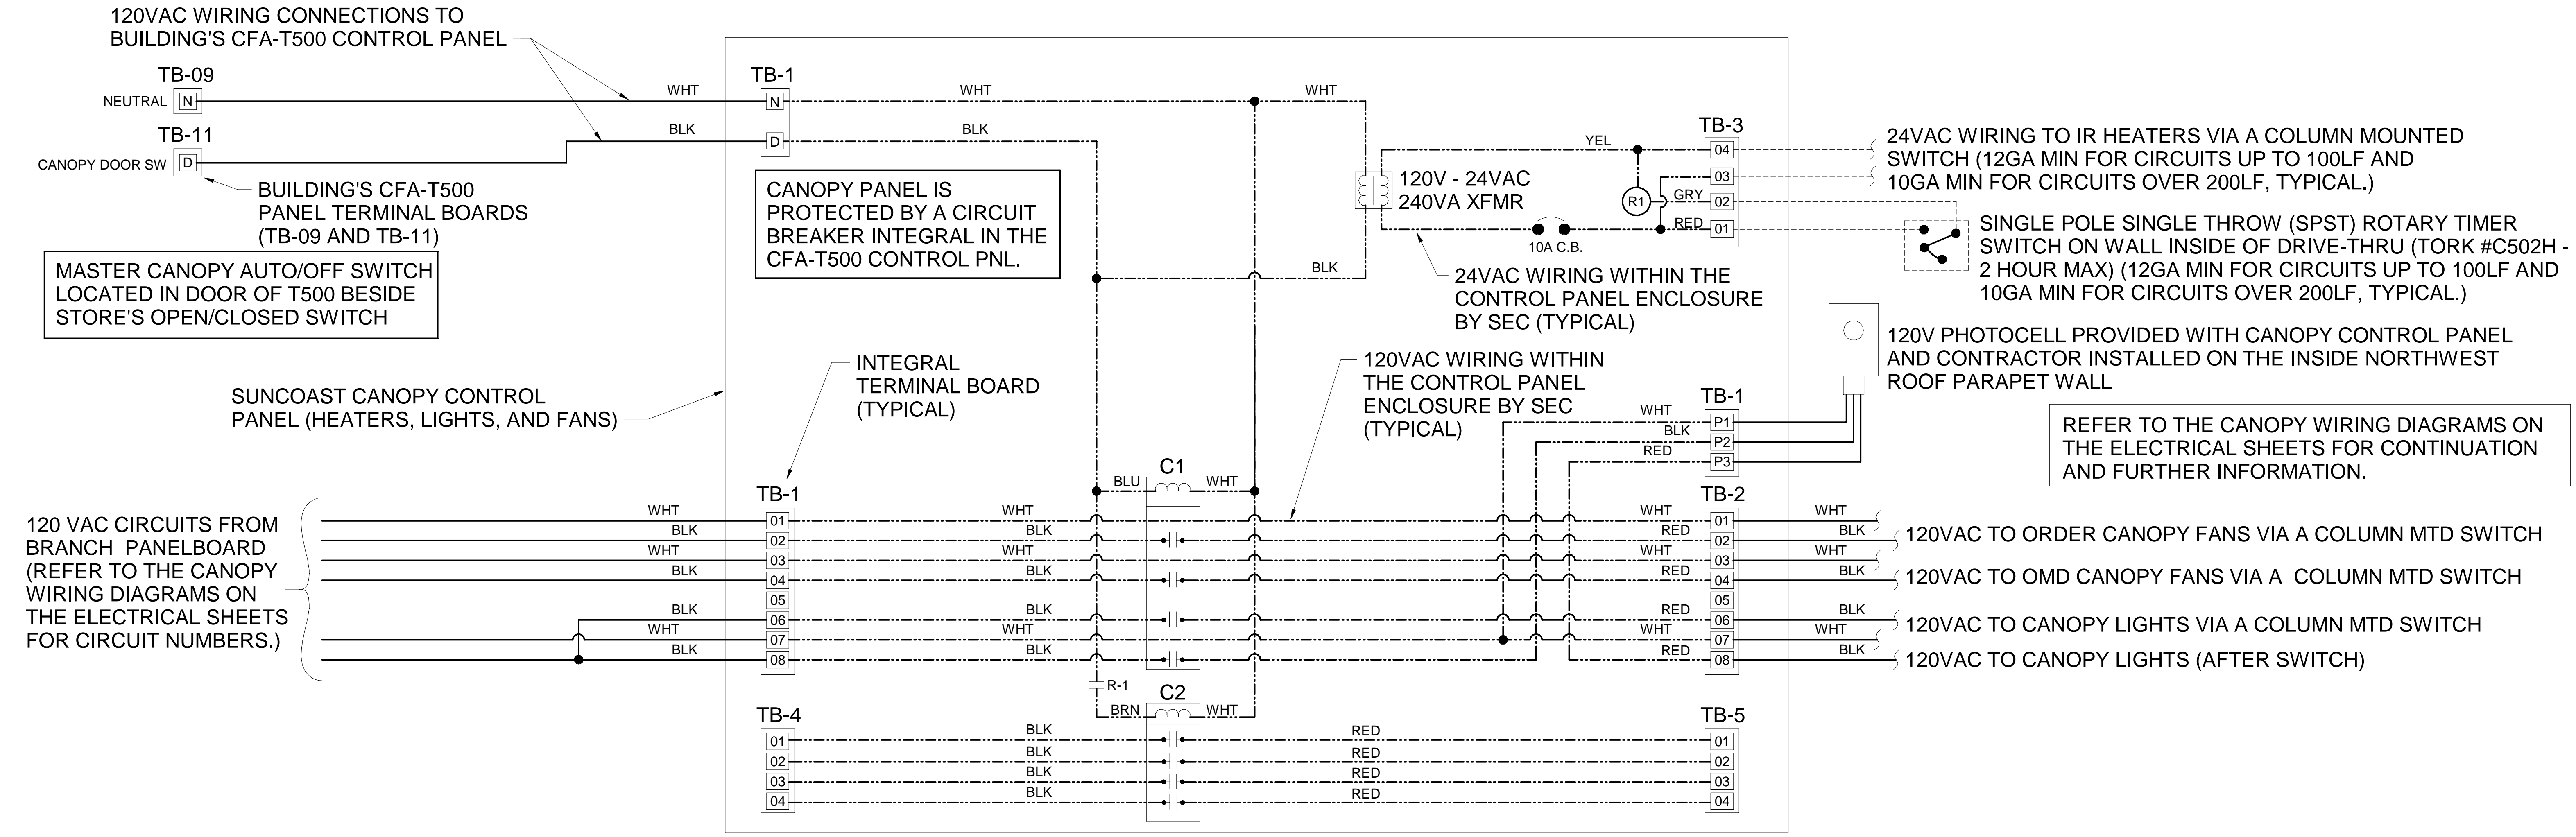 120VAC WIRING CONNECTIONS TO
BUILDING'S CFA-T500 CONTROL PANEL
TB-09
NEUTRAL N
TB-11
CANOPY DOOR SW D
BUILDING'S CFA-T500
PANEL TERMINAL BOARDS
(TB-09 AND TB-11)
MASTER CANOPY AUTO/OFF SWITCH
LOCATED IN DOOR OF T500 BESIDE
STORE'S OPEN/CLOSED SWITCH
SUNCOAST CANOPY CONTROL
PANEL (HEATERS, LIGHTS, AND FANS)
120 VAC CIRCUITS FROM
BRANCH PANELBOARD
(REFER TO THE CANOPY
WIRING DIAGRAMS ON
THE ELECTRICAL SHEETS
FOR CIRCUIT NUMBERS.)
TB-1
WHT N WHT WHT
BLK D BLK
CANOPY PANEL IS
PROTECTED BY A CIRCUIT
BREAKER INTEGRAL IN THE
CFA-T500 CONTROL PNL.
BLK
120V - 24VAC
240VA XFMR
10A C.B.
R1
TB-3
YEL 04
03
GRY 02
RED 01
24VAC WIRING WITHIN THE
CONTROL PANEL ENCLOSURE
BY SEC (TYPICAL)
24VAC WIRING TO IR HEATERS VIA A COLUMN MOUNTED
SWITCH (12GA MIN FOR CIRCUITS UP TO 100LF AND
10GA MIN FOR CIRCUITS OVER 200LF, TYPICAL.)
SINGLE POLE SINGLE THROW (SPST) ROTARY TIMER
SWITCH ON WALL INSIDE OF DRIVE-THRU (TORK #C502H -
2 HOUR MAX) (12GA MIN FOR CIRCUITS UP TO 100LF AND
10GA MIN FOR CIRCUITS OVER 200LF, TYPICAL.)
120V PHOTOCELL PROVIDED WITH CANOPY CONTROL PANEL
AND CONTRACTOR INSTALLED ON THE INSIDE NORTHWEST
ROOF PARAPET WALL
REFER TO THE CANOPY WIRING DIAGRAMS ON
THE ELECTRICAL SHEETS FOR CONTINUATION
AND FURTHER INFORMATION.
INTEGRAL
TERMINAL BOARD
(TYPICAL)
120VAC WIRING WITHIN
THE CONTROL PANEL
ENCLOSURE BY SEC
(TYPICAL)
TB-1
WHT P1
BLK P2
RED P3
C1
BLU WHT
TB-1
TB-2
WHT 01 WHT WHT 01 WHT
BLK 02 BLK RED 02 BLK
WHT 03 WHT WHT 03 WHT
BLK 04 BLK RED 04 BLK
05 05
BLK 06 BLK RED 06 BLK
WHT 07 WHT WHT 07 WHT
BLK 08 BLK RED 08 BLK
120VAC TO ORDER CANOPY FANS VIA A COLUMN MTD SWITCH
120VAC TO OMD CANOPY FANS VIA A COLUMN MTD SWITCH
120VAC TO CANOPY LIGHTS VIA A COLUMN MTD SWITCH
120VAC TO CANOPY LIGHTS (AFTER SWITCH)
R-1
C2
BRN WHT
TB-4
TB-5
01 BLK RED 01
02 BLK RED 02
03 BLK RED 03
04 BLK RED 04